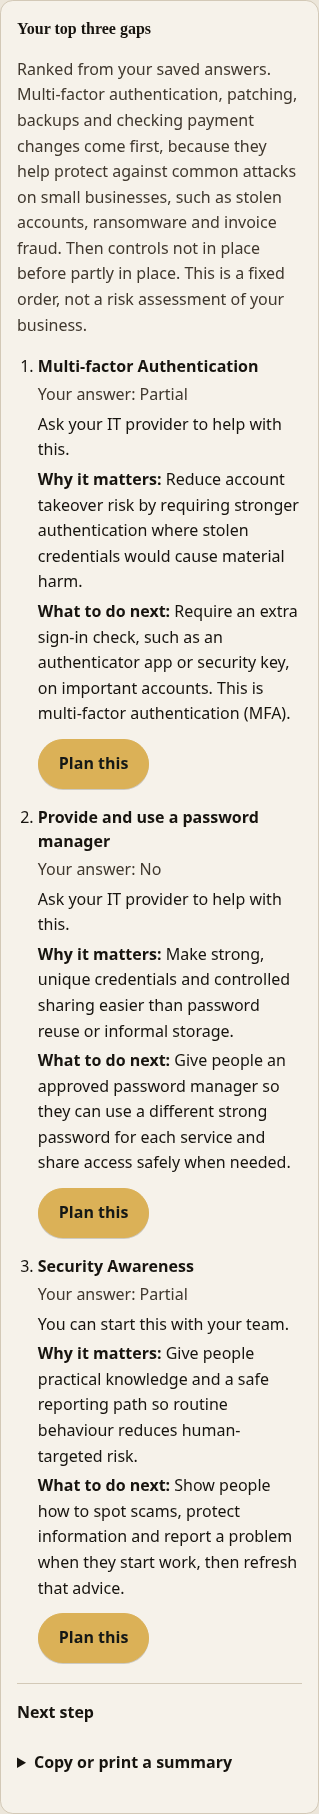 Your top three gaps
Ranked from your saved answers.
Multi-factor authentication, patching,
backups and checking payment
changes come first, because they
help protect against common attacks
on small businesses, such as stolen
accounts, ransomware and invoice
fraud. Then controls not in place
before partly in place. This is a fixed
order, not a risk assessment of your
business.
1. Multi-factor Authentication
Your answer: Partial
Ask your IT provider to help with
this.
Why it matters: Reduce account
takeover risk by requiring stronger
authentication where stolen
credentials would cause material
harm.
What to do next: Require an extra
sign-in check, such as an
authenticator app or security key,
on important accounts. This is
multi-factor authentication (MFA).
Plan this
2. Provide and use a password
manager
Your answer: No
Ask your IT provider to help with
this.
Why it matters: Make strong,
unique credentials and controlled
sharing easier than password
reuse or informal storage.
What to do next: Give people an
approved password manager so
they can use a different strong
password for each service and
share access safely when needed.
Plan this
3. Security Awareness
Your answer: Partial
You can start this with your team.
Why it matters: Give people
practical knowledge and a safe
reporting path so routine
behaviour reduces human-
targeted risk.
What to do next: Show people
how to spot scams, protect
information and report a problem
when they start work, then refresh
that advice.
Plan this
Next step
Copy or print a summary